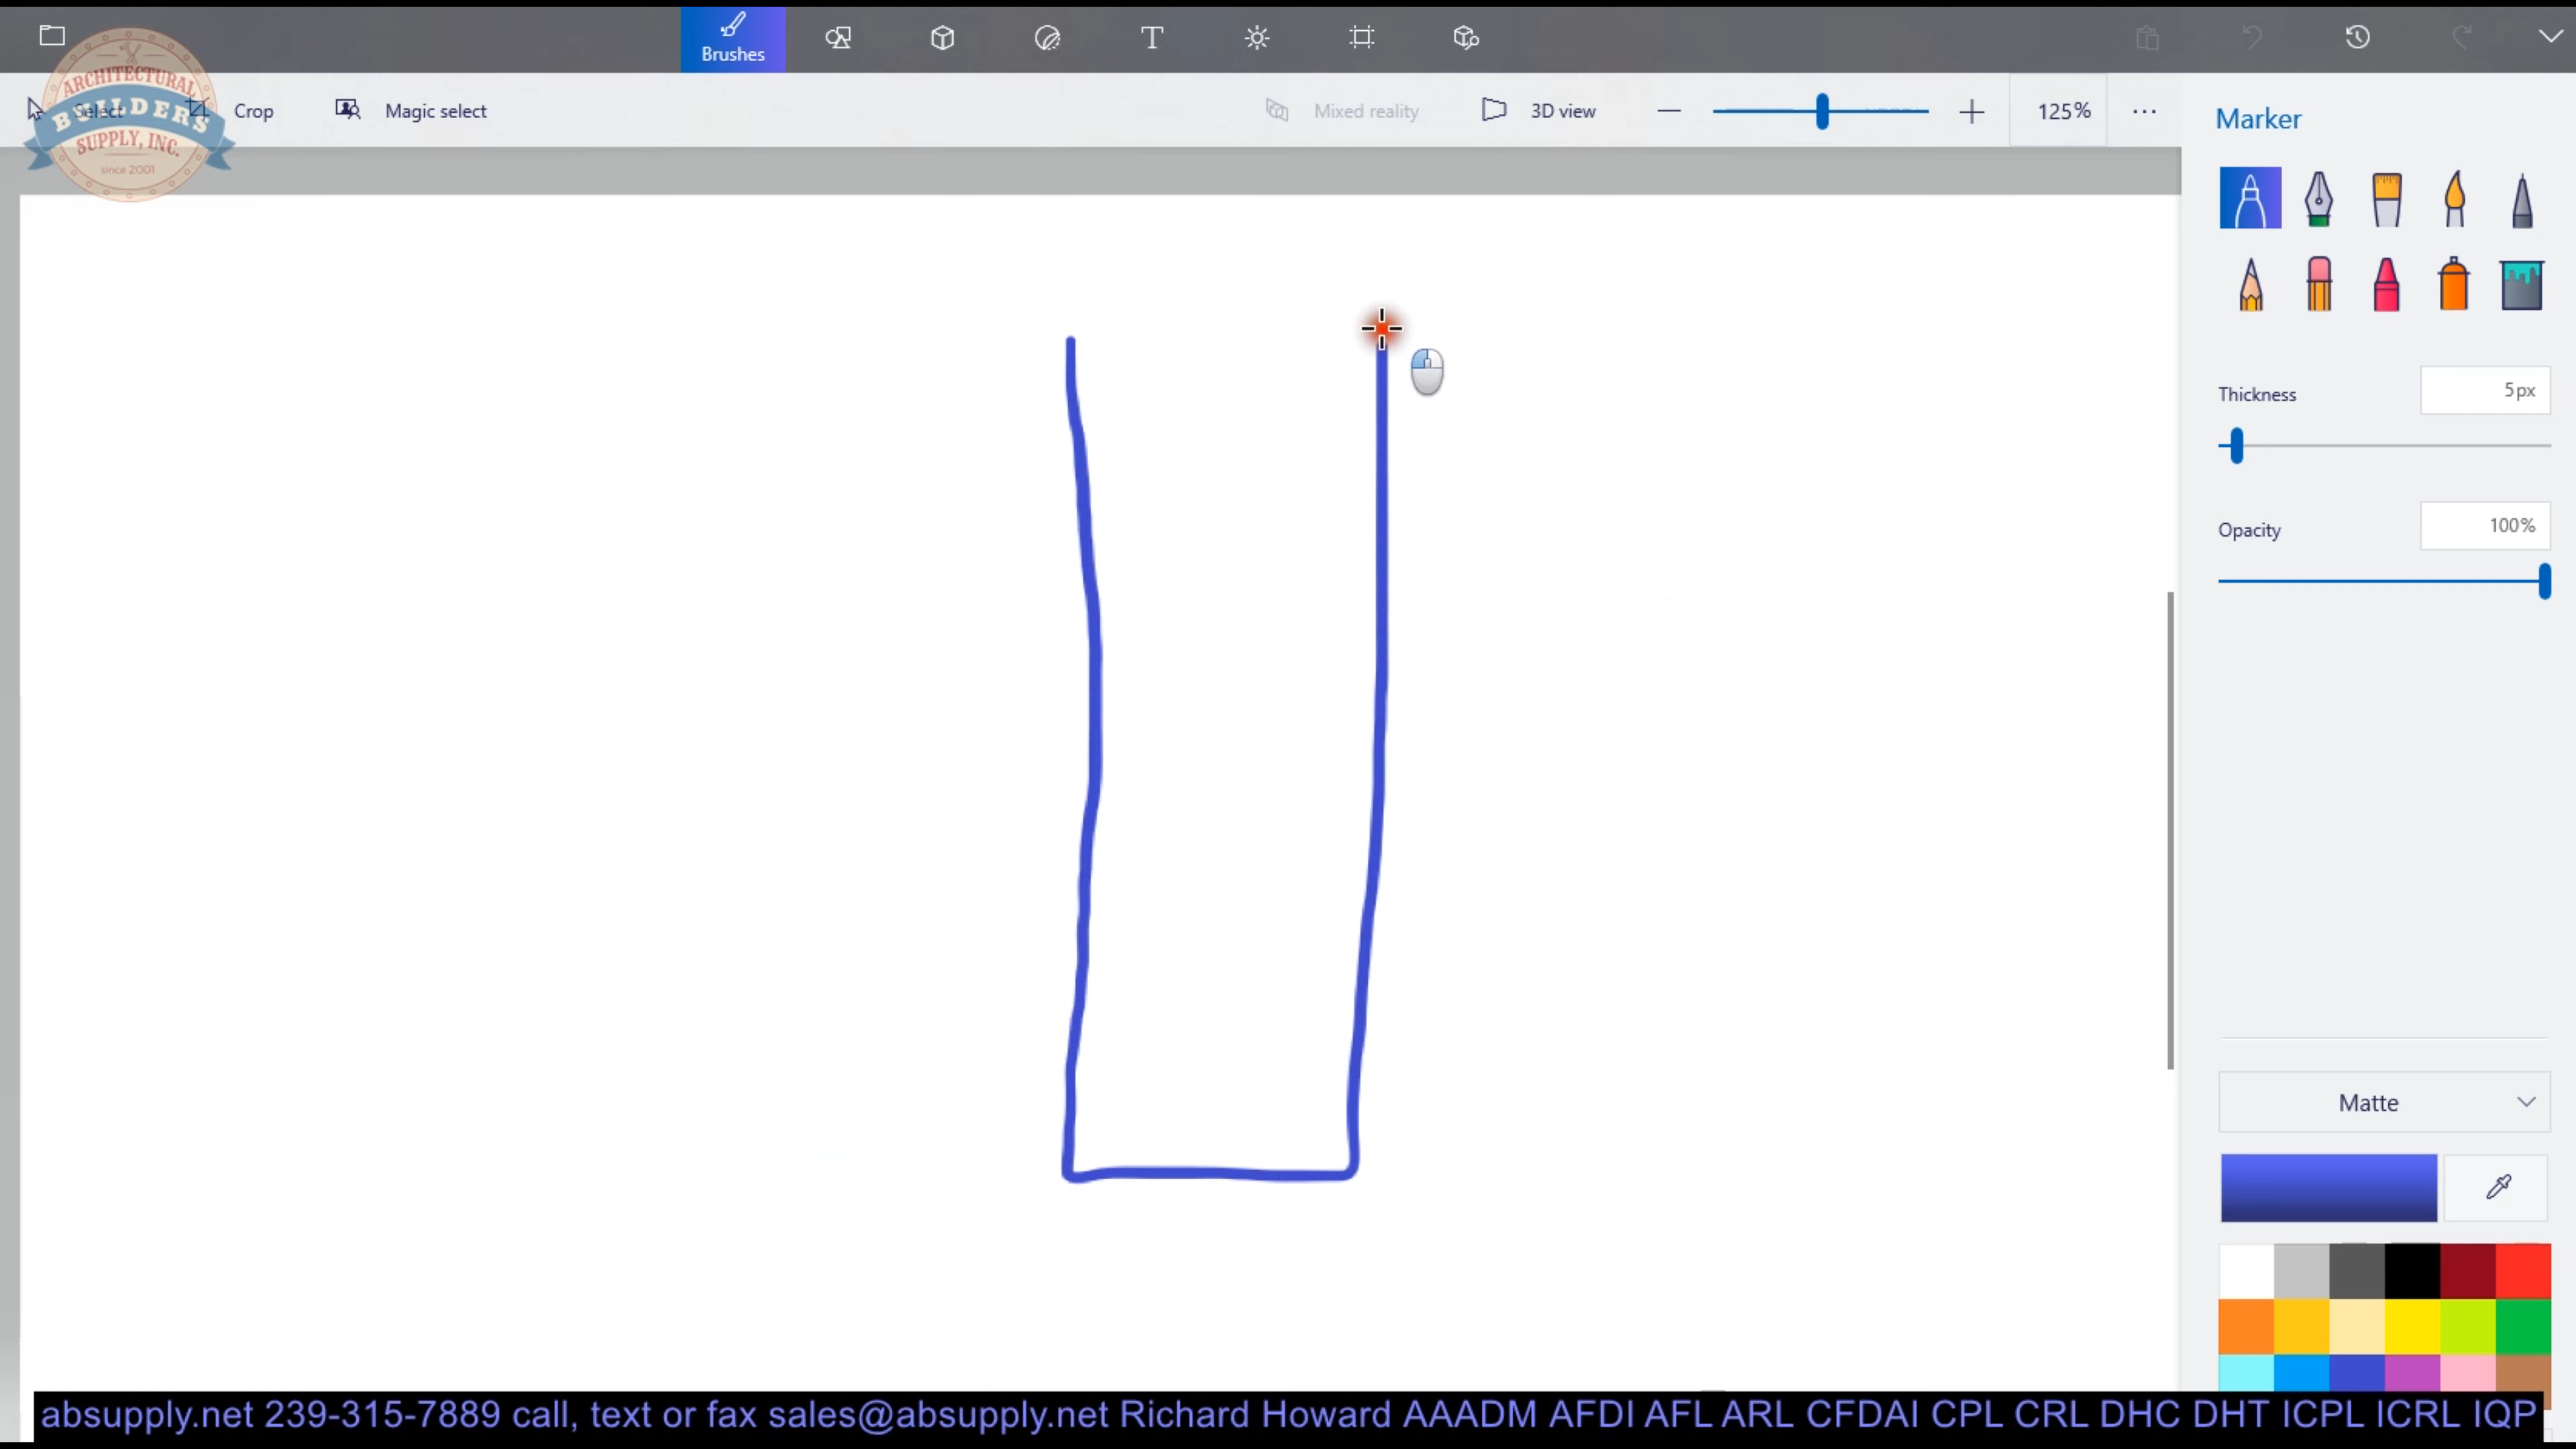 Brushes
ARCHITECTURAL
BUILDERS
SUPPLY, INC.
since 2001
Select
Crop
Magic select
Mixed reality
3D view
125%
Marker
Thickness
5px
Opacity
100%
Matte
absupply.net 239-315-7889 call, text or fax sales@absupply.net Richard Howard AAADM AFDI AFL ARL CFDAI CPL CRL DHC DHT ICPL ICRL IQP